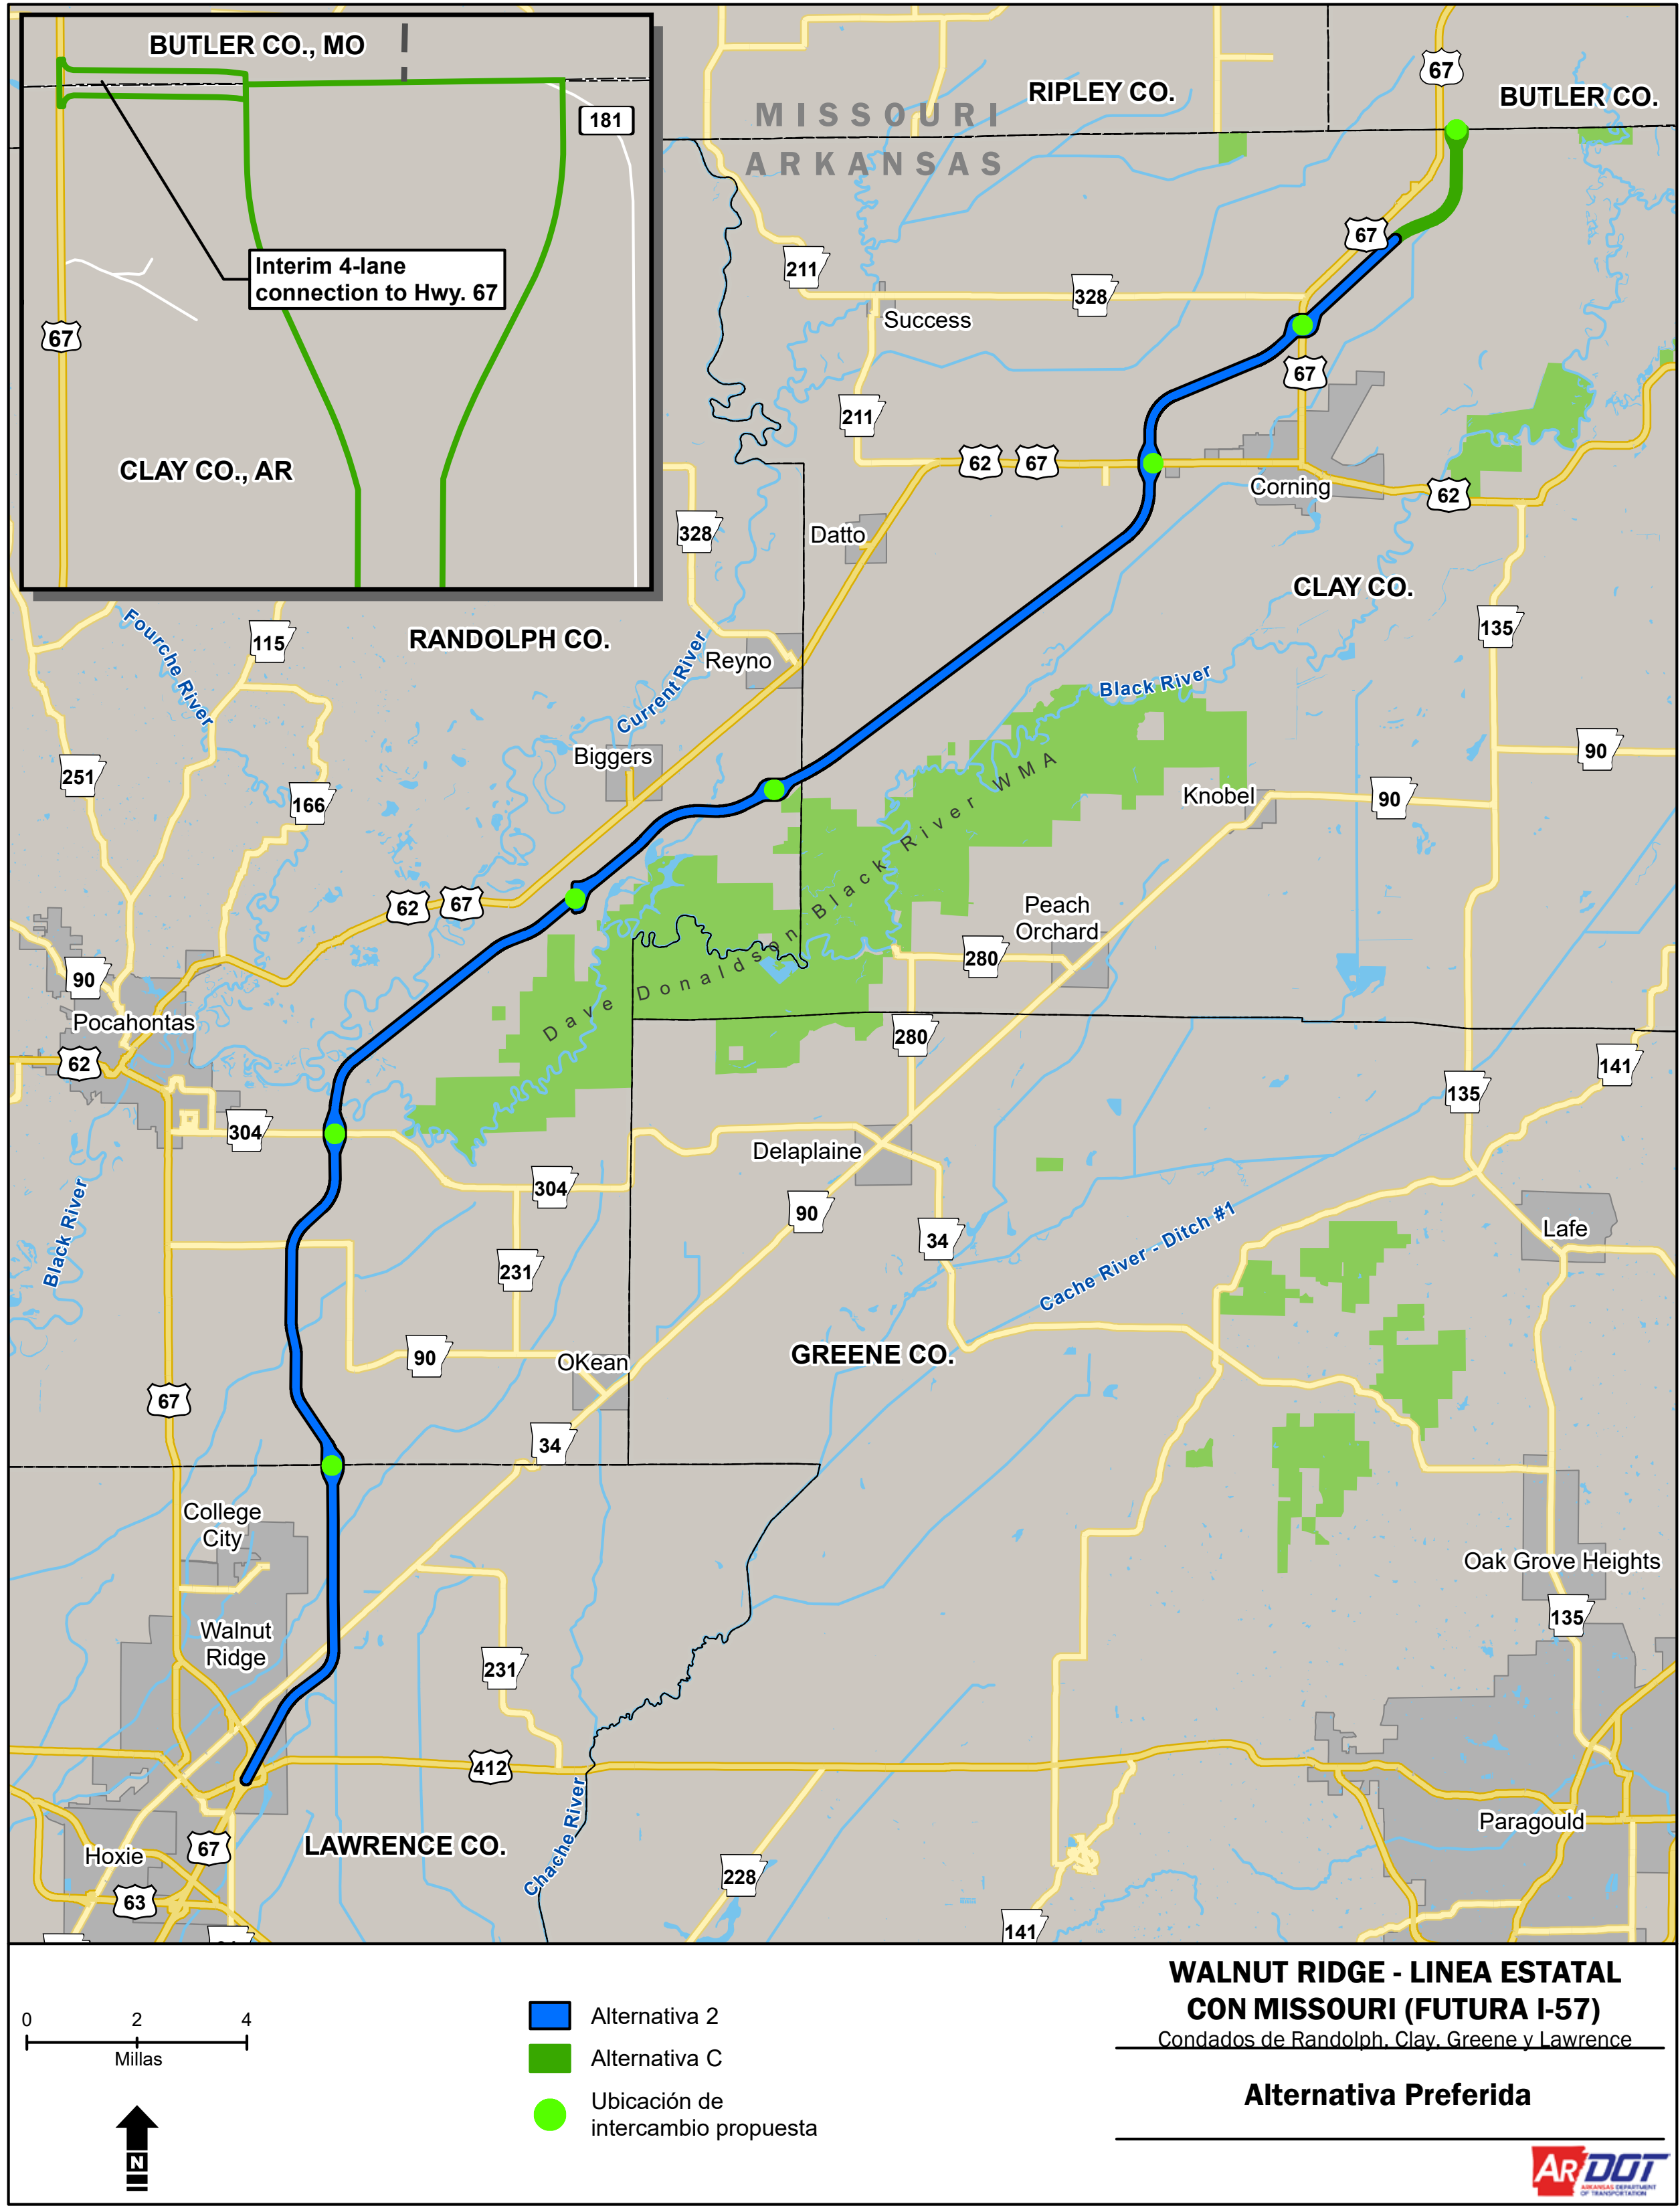 BUTLER CO., MO
181
Interim 4-lane
connection to Hwy. 67
67
CLAY CO., AR
MISSOURI
ARKANSAS
RIPLEY CO.
67
BUTLER CO.
67
211
328
Success
67
211
62
67
Corning
62
328
Datto
CLAY CO.
135
RANDOLPH CO.
115
Fourche River
Reyno
Current River
Black River
251
166
Biggers
90
Knobel
90
62
67
Dave Donaldson Black River WMA
Peach
Orchard
280
90
Pocahontas
62
280
141
135
304
Delaplaine
304
90
Black River
34
Lafe
231
Cache River - Ditch #1
90
OKean
GREENE CO.
67
34
College
City
Oak Grove Heights
135
Walnut
Ridge
231
412
Chache River
Paragould
Hoxie
67
LAWRENCE CO.
63
228
141
0
2
4
Millas
N
Alternativa 2
Alternativa C
Ubicación de
intercambio propuesta
WALNUT RIDGE - LINEA ESTATAL
CON MISSOURI (FUTURA I-57)
Condados de Randolph, Clay, Greene y Lawrence
Alternativa Preferida
ARDOT
ARKANSAS DEPARTMENT
OF TRANSPORTATION